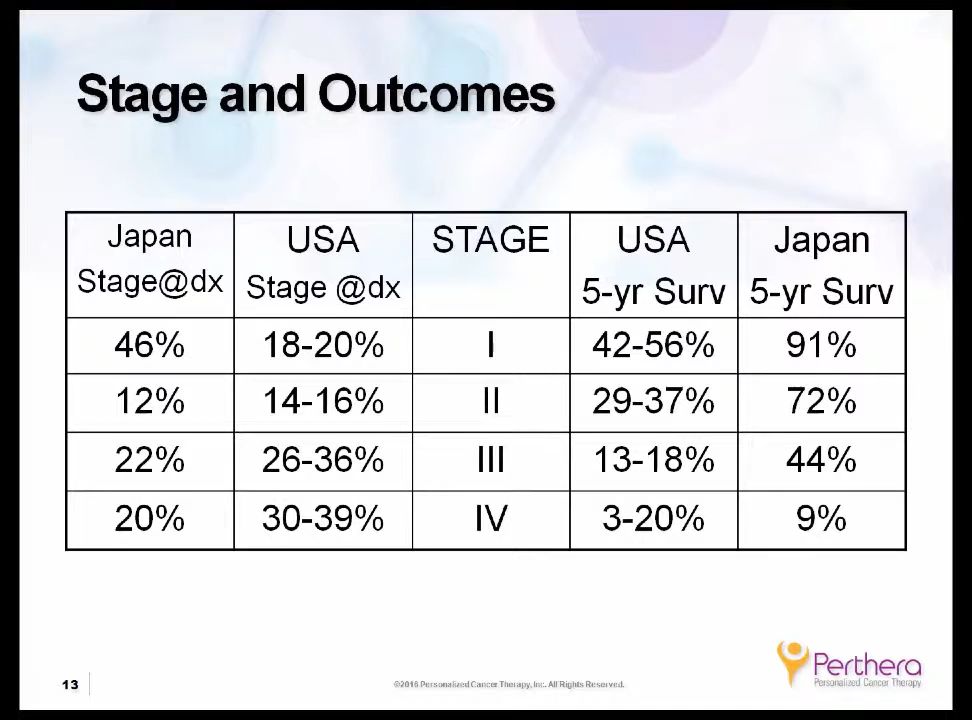 Stage and Outcomes
Japan Stage@dx USA Stage @dx STAGE USA 5-yr Surv Japan 5-yr Surv
46% 18-20% I 42-56% 91%
12% 14-16% II 29-37% 72%
22% 26-36% III 13-18% 44%
20% 30-39% IV 3-20% 9%
Perthera
Personalized Cancer Therapy
13 ©2016 Personalized Cancer Therapy, Inc. All Rights Reserved.